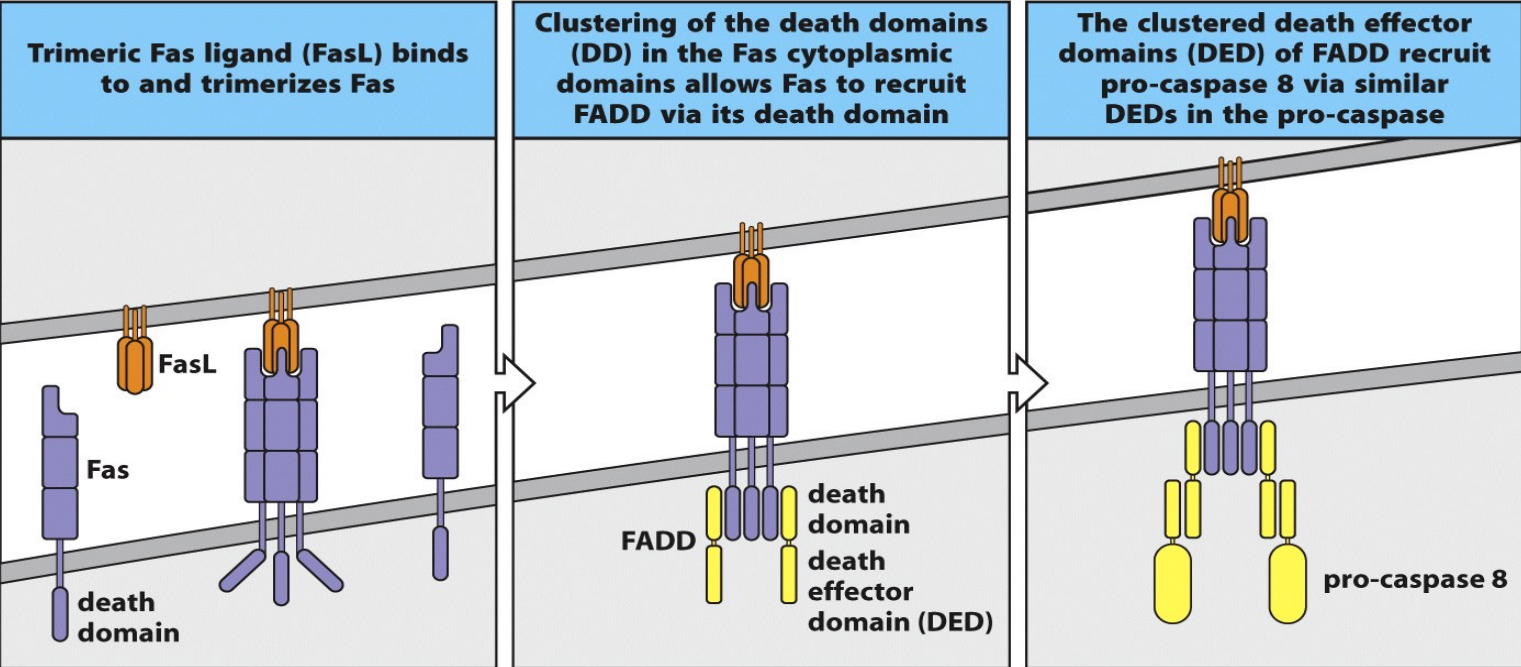 Trimeric Fas ligand (FasL) binds
to and trimerizes Fas
FasL
Fas
death
domain
Clustering of the death domains
(DD) in the Fas cytoplasmic
domains allows Fas to recruit
FADD via its death domain
FADD
death
domain
death
effector
domain (DED)
The clustered death effector
domains (DED) of FADD recruit
pro-caspase 8 via similar
DEDs in the pro-caspase
pro-caspase 8